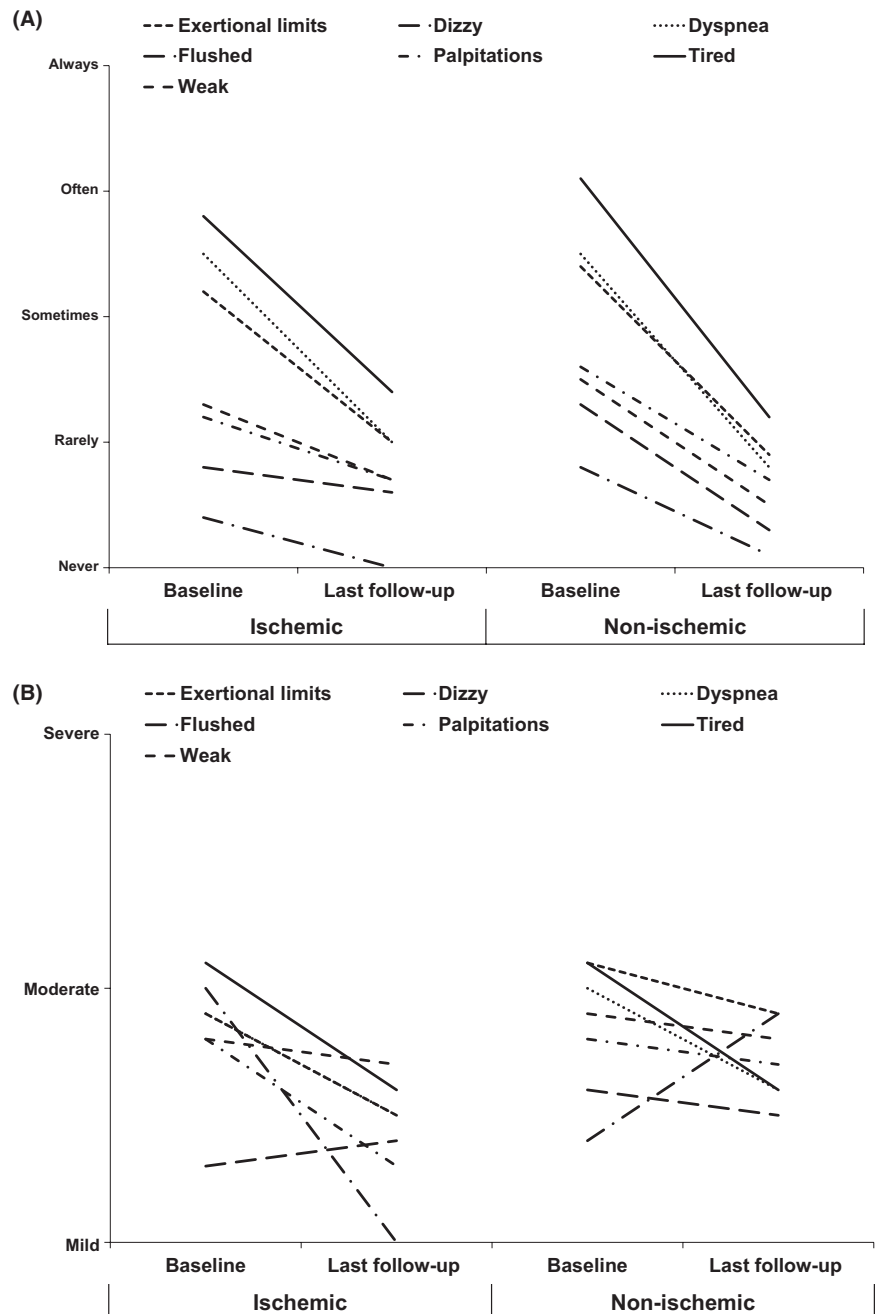 (A)
Exertional limits Dizzy Dyspnea
Flushed Palpitations Tired
Weak
Always
Often
Sometimes
Rarely
Never
Baseline Last follow-up Baseline Last follow-up
Ischemic Non-ischemic
(B)
Exertional limits Dizzy Dyspnea
Flushed Palpitations Tired
Weak
Severe
Moderate
Mild
Baseline Last follow-up Baseline Last follow-up
Ischemic Non-ischemic